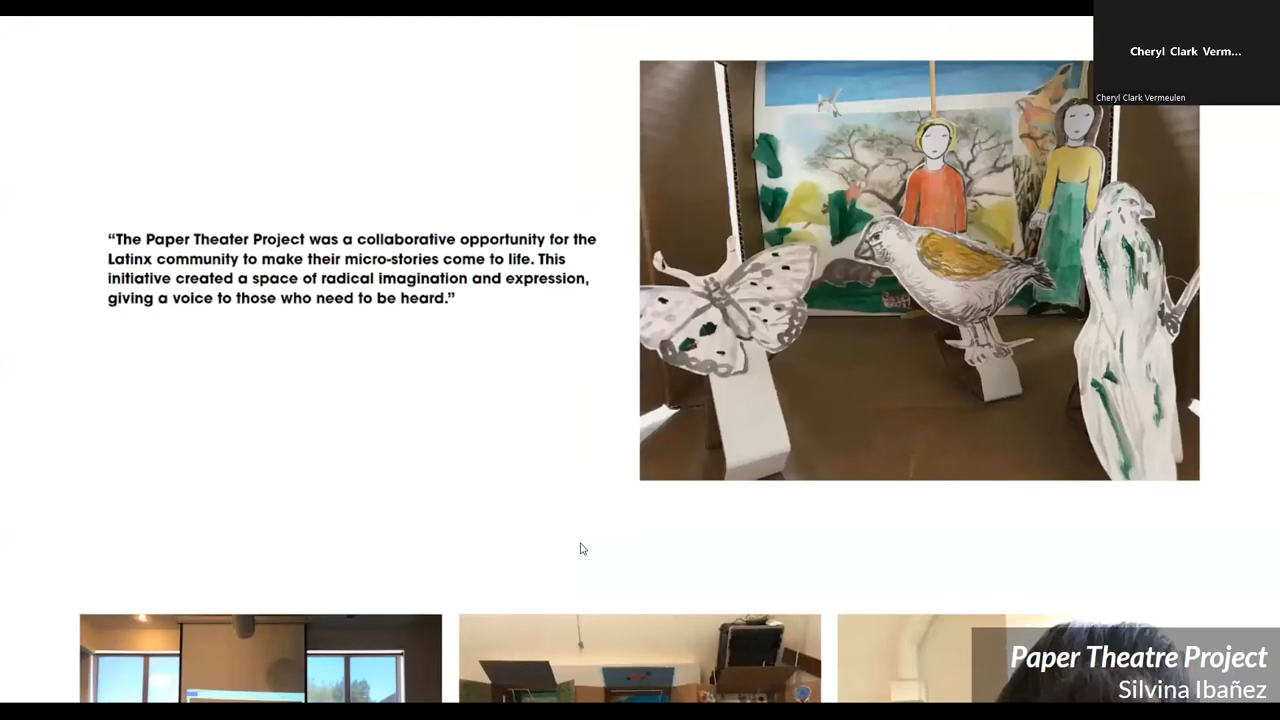 Cheryl Clark Verm...
Cheryl Clark Vermeulen
“The Paper Theater Project was a collaborative opportunity for the
Latinx community to make their micro-stories come to life. This
initiative created a space of radical imagination and expression,
giving a voice to those who need to be heard.”
Paper Theatre Project
Silvina Ibañez